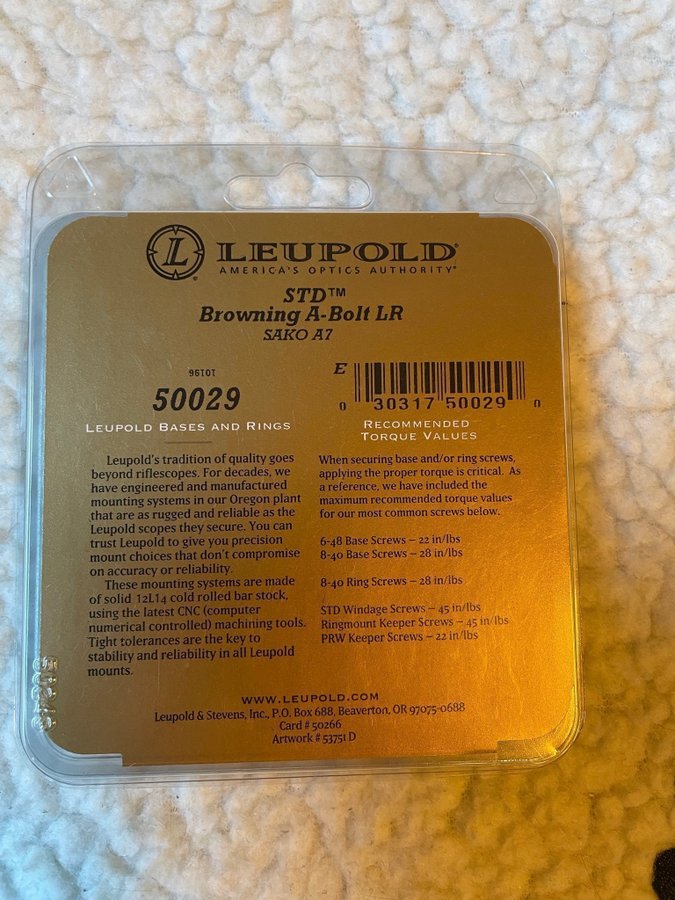 L LEUPOLD®
AMERICA'S OPTICS AUTHORITY®
STD™
Browning A-Bolt LR
SAKO A7
96101
50029
E
0 30317 50029 0
LEUPOLD BASES AND RINGS
Leupold's tradition of quality goes
beyond riflescopes. For decades, we
have engineered and manufactured
mounting systems in our Oregon plant
that are as rugged and reliable as the
Leupold scopes they secure. You can
trust Leupold to give you precision
mount choices that don't compromise
on accuracy or reliability.
These mounting systems are made
of solid 12L14 cold rolled bar stock,
using the latest CNC (computer
numerical controlled) machining tools.
Tight tolerances are the key to
stability and reliability in all Leupold
mounts.
RECOMMENDED
TORQUE VALUES
When securing base and/or ring screws,
applying the proper torque is critical. As
a reference, we have included the
maximum recommended torque values
for our most common screws below.
6-48 Base Screws – 22 in/lbs
8-40 Base Screws – 28 in/lbs
8-40 Ring Screws – 28 in/lbs
STD Windage Screws – 45 in/lbs
Ringmount Keeper Screws – 45 in/lbs
PRW Keeper Screws – 22 in/lbs
WWW.LEUPOLD.COM
Leupold & Stevens, Inc., P.O. Box 688, Beaverton, OR 97075-0688
Card # 50266
Artwork # 53751 D